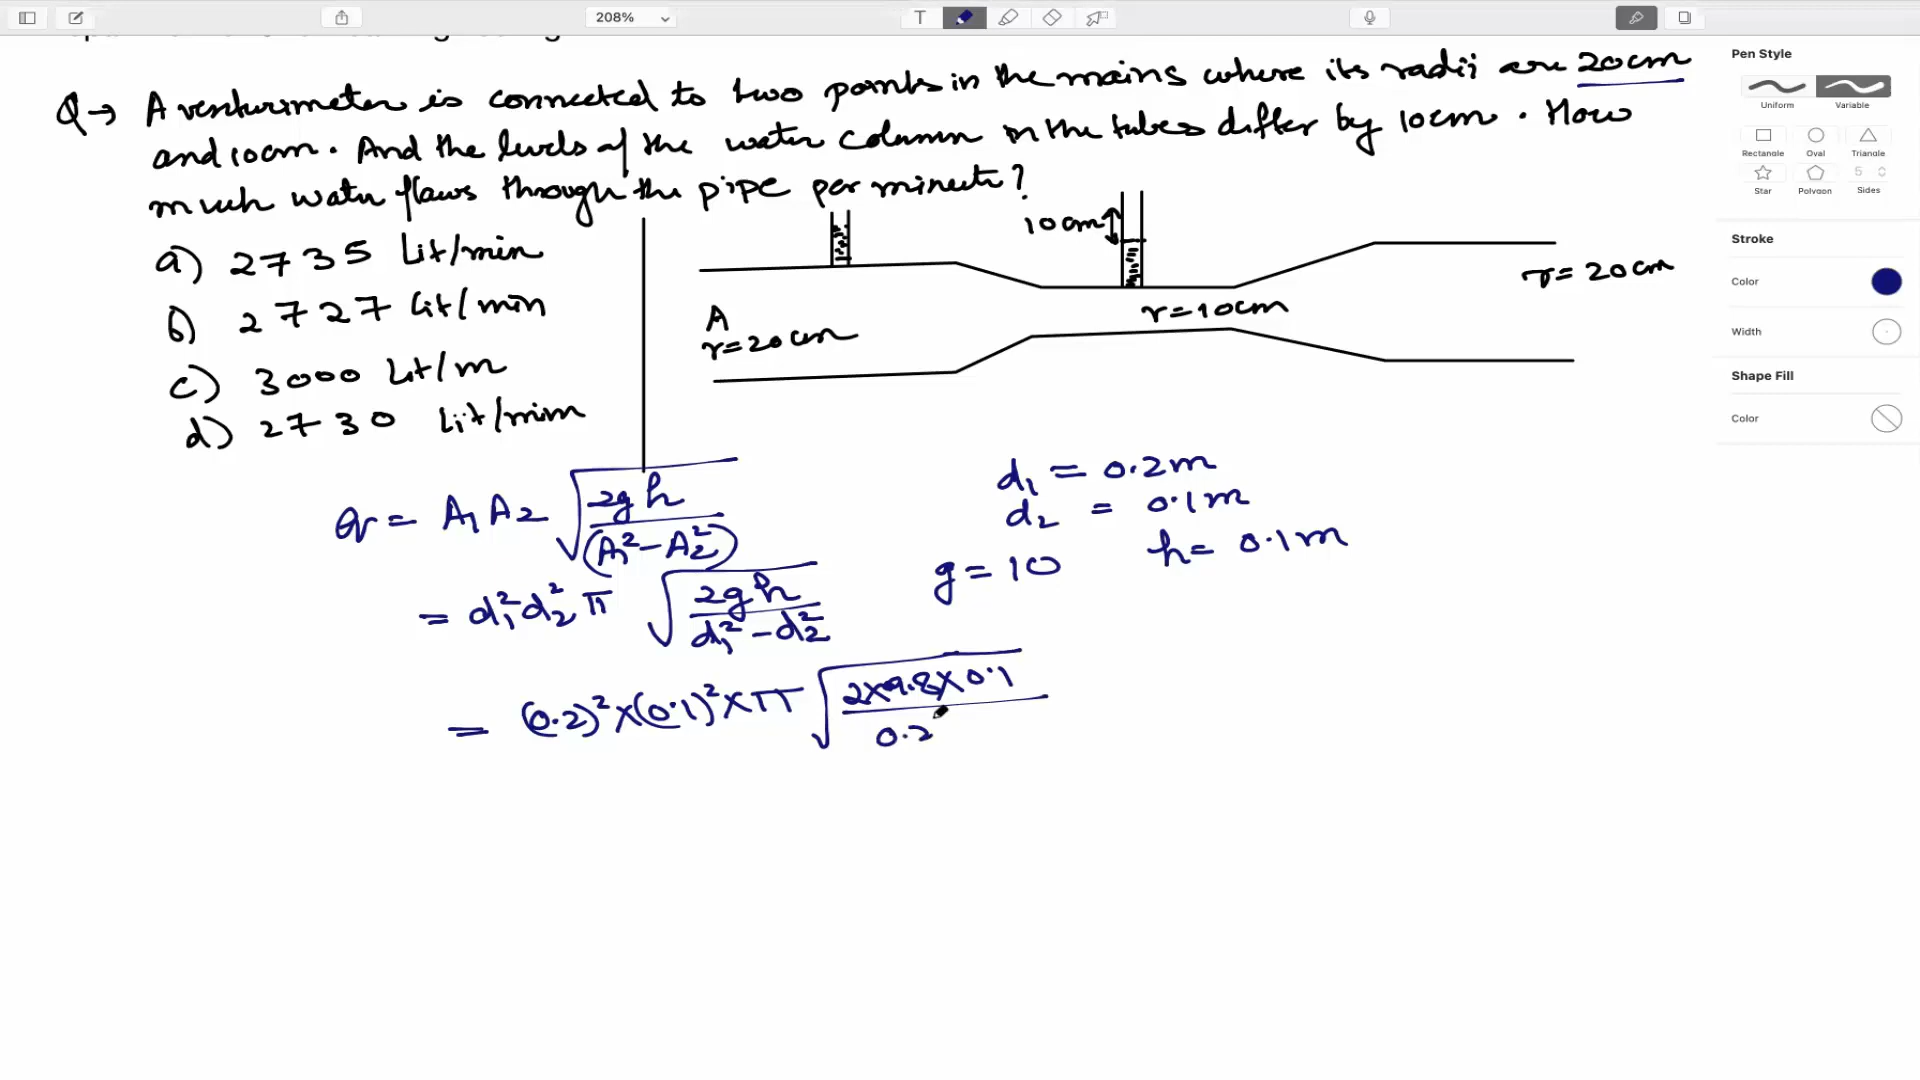 208%
T
Q→ A venturimeter is connected to two points in the mains where its radii are 20cm
and 10cm. And the levels of the water column in the tubes differ by 10cm. How
much water flows through the pipe per minute?
a) 2735 Lit/min
b) 2727 Lit/min
c) 3000 Lit/m
d) 2730 Lit/min
10cm
A
r=20cm
r=10cm
r=20cm
Q = A₁A₂ √(2gh / (A₁²-A₂²))
= d₁²d₂² π √(2gh / d₁²-d₂²)
= (0.2)²×(0.1)²×π √(2×9.8×0.1 / 0.2
d₁ = 0.2m
d₂ = 0.1m
g=10 h= 0.1m
Pen Style
Uniform Variable
Rectangle Oval Triangle
5
Star Polygon Sides
Stroke
Color
Width
Shape Fill
Color